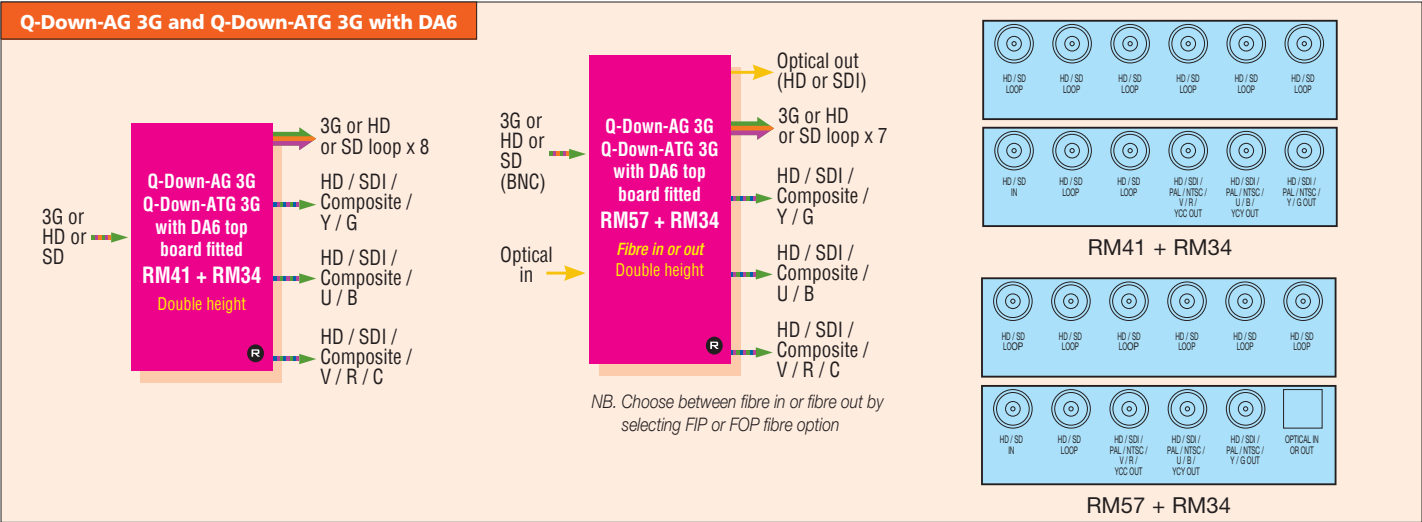 Q-Down-AG 3G and Q-Down-ATG 3G with DA6
3G or
HD or
SD
Q-Down-AG 3G
Q-Down-ATG 3G
with DA6 top
board fitted
RM41 + RM34
Double height
R
3G or HD
or SD loop x 8
HD / SDI /
Composite /
Y / G
HD / SDI /
Composite /
U / B
HD / SDI /
Composite /
V / R / C
3G or
HD or
SD
(BNC)
Optical
in
Q-Down-AG 3G
Q-Down-ATG 3G
with DA6 top
board fitted
RM57 + RM34
Fibre in or out
Double height
R
Optical out
(HD or SDI)
3G or HD
or SD loop x 7
HD / SDI /
Composite /
Y / G
HD / SDI /
Composite /
U / B
HD / SDI /
Composite /
V / R / C
NB. Choose between fibre in or fibre out by
selecting FIP or FOP fibre option
HD / SD
LOOP
HD / SD
LOOP
HD / SD
LOOP
HD / SD
LOOP
HD / SD
LOOP
HD / SD
LOOP
HD / SD
IN
HD / SD
LOOP
HD / SD
LOOP
HD / SDI /
PAL / NTSC /
V / R /
YCC OUT
HD / SDI /
PAL / NTSC /
U / B /
YCY OUT
HD / SDI /
PAL / NTSC /
Y / G OUT
RM41 + RM34
HD / SD
LOOP
HD / SD
LOOP
HD / SD
LOOP
HD / SD
LOOP
HD / SD
LOOP
HD / SD
LOOP
HD / SD
IN
HD / SD
LOOP
HD / SDI /
PAL / NTSC /
V / R /
YCC OUT
HD / SDI /
PAL / NTSC /
U / B /
YCY OUT
HD / SDI /
PAL / NTSC /
Y / G OUT
OPTICAL IN
OR OUT
RM57 + RM34